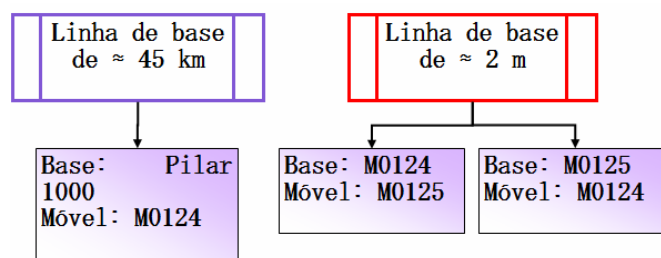 Linha de base
de ≈ 45 km
Linha de base
de ≈ 2 m
Base: Pilar
1000
Móvel: M0124
Base: M0124
Móvel: M0125
Base: M0125
Móvel: M0124